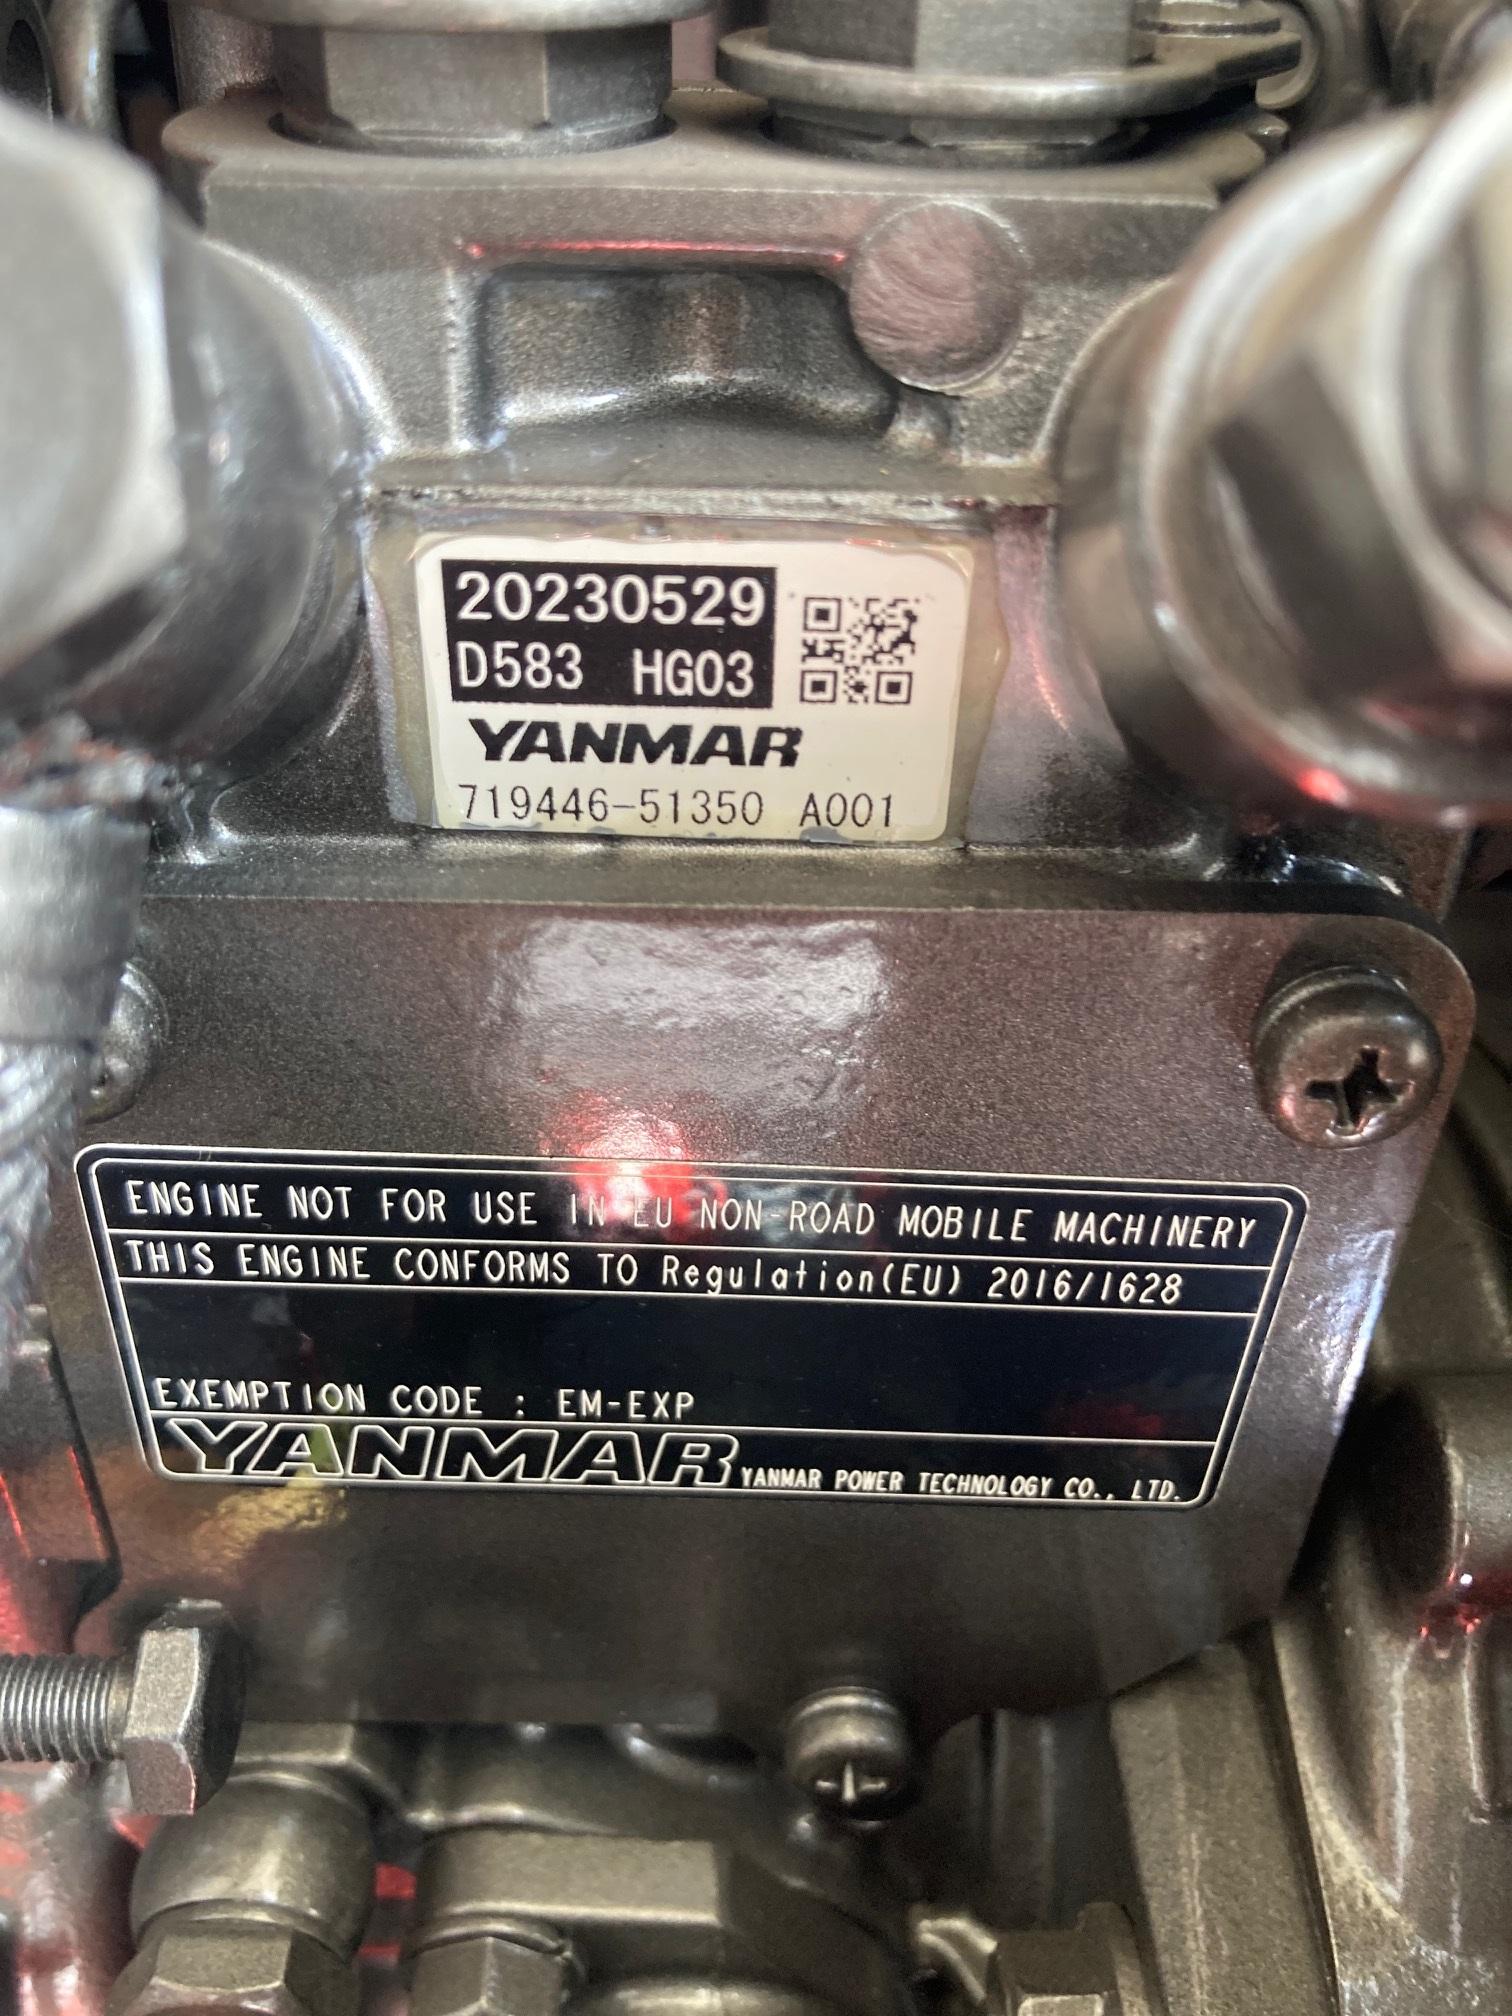 20230529
D583 HG03
YANMAR
719446-51350 A001
ENGINE NOT FOR USE IN EU NON-ROAD MOBILE MACHINERY
THIS ENGINE CONFORMS TO Regulation(EU) 2016/1628
EXEMPTION CODE : EM-EXP
YANMAR YANMAR POWER TECHNOLOGY CO., LTD.